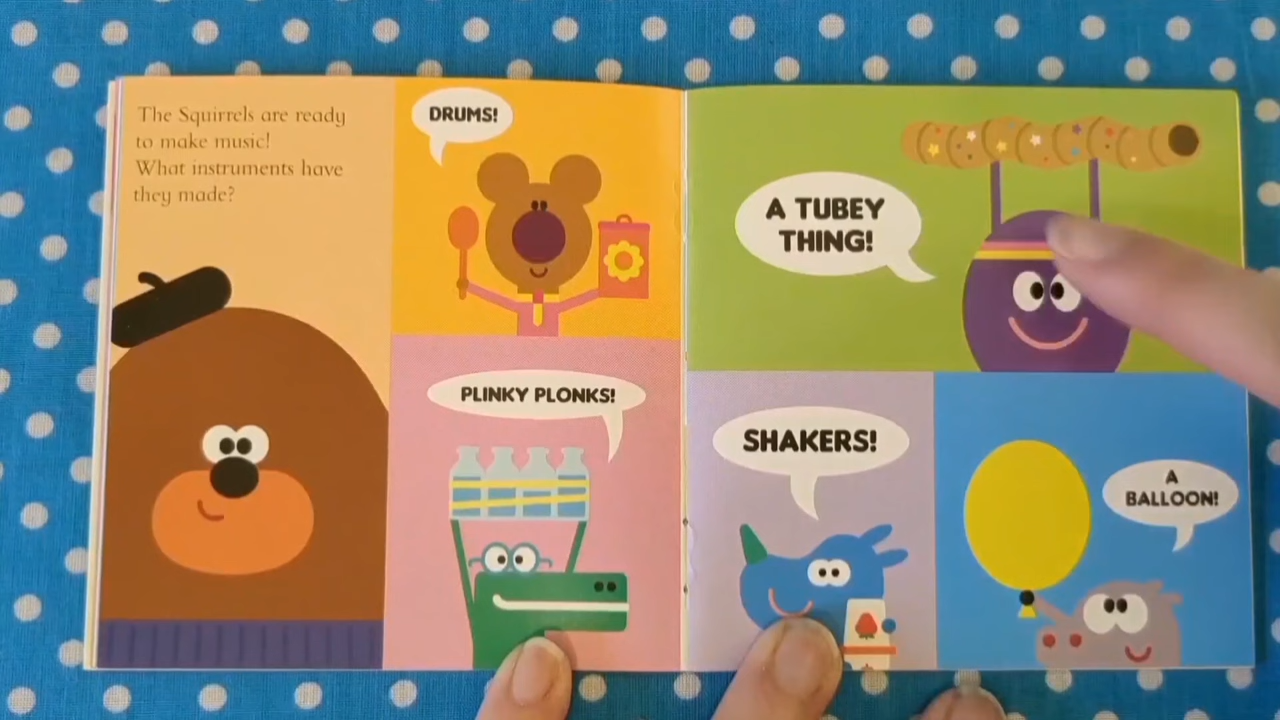 The Squirrels are ready
to make music!
What instruments have
they made?
DRUMS!
PLINKY PLONKS!
A TUBEY
THING!
SHAKERS!
A
BALLOON!